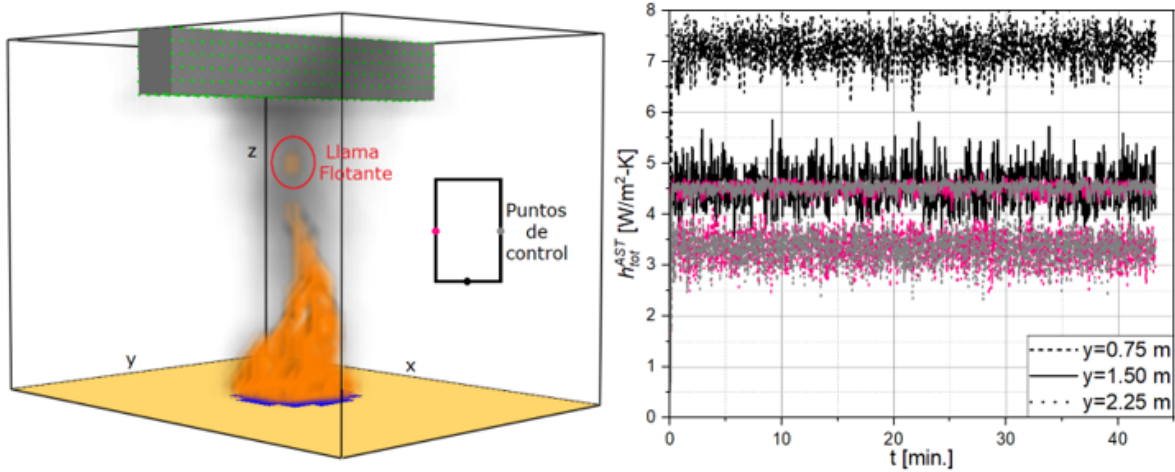 z
Llama
Flotante
Puntos
de
control
y
x
8
7
6
5
4
3
2
1
0
h_tot^AST [W/m²-K]
y=0.75 m
y=1.50 m
y=2.25 m
0
10
20
30
40
t [min.]